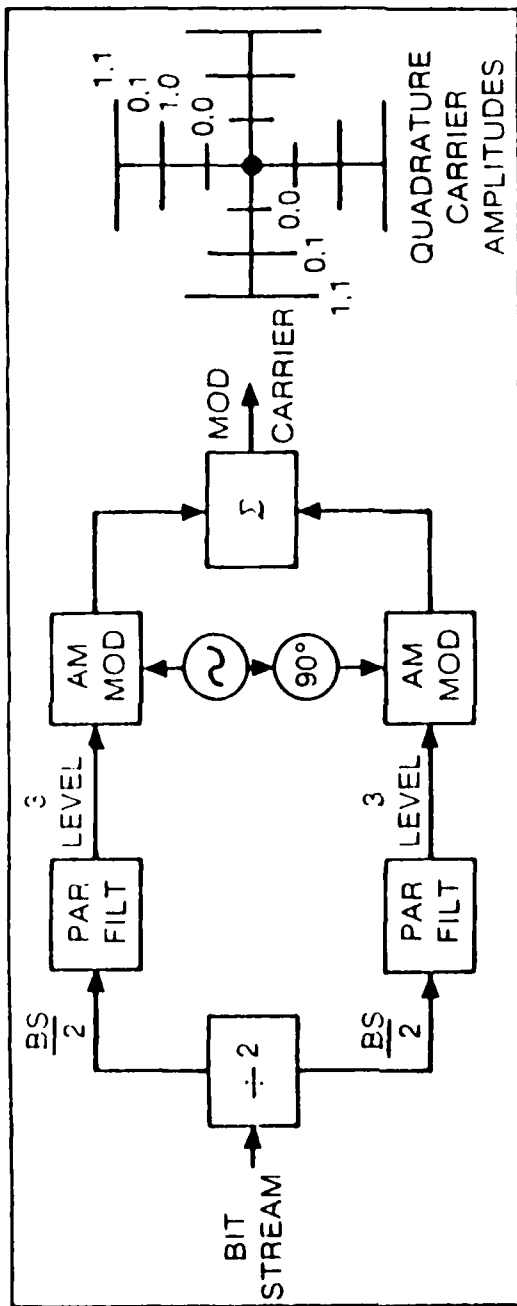 BIT
STREAM
÷ 2
BS
2
BS
2
PAR.
FILT
PAR
FILT
3
LEVEL
3
LEVEL
AM
MOD
AM
MOD
~
90°
Σ
MOD
CARRIER
1.1
0.1
1.0
0.0
0.0
0.1
1.1
QUADRATURE
CARRIER
AMPLITUDES